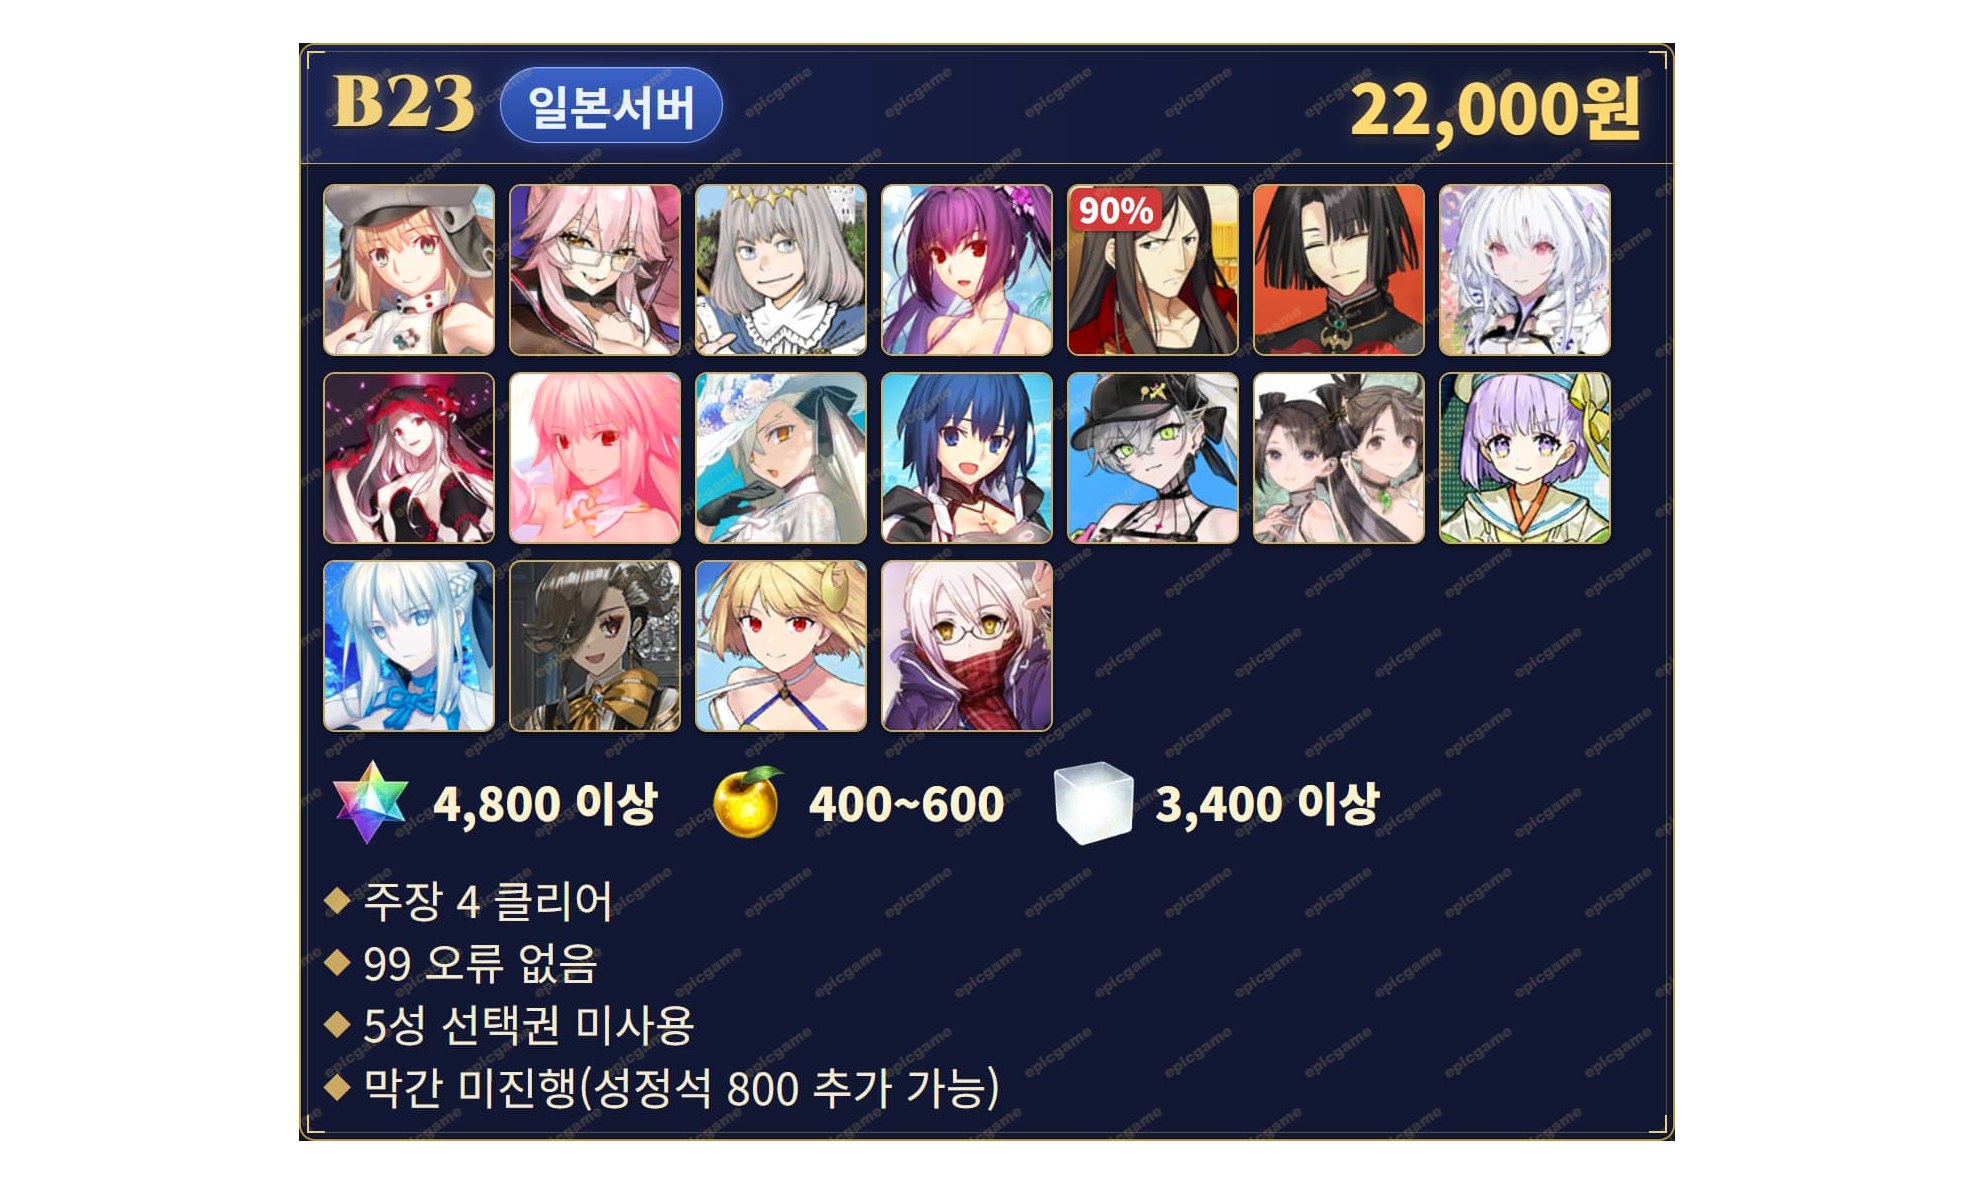 B23 일본서버 22,000원
90%
4,800 이상 400~600 3,400 이상
주장 4 클리어
99 오류 없음
5성 선택권 미사용
막간 미진행(성정석 800 추가 가능)
epicgame